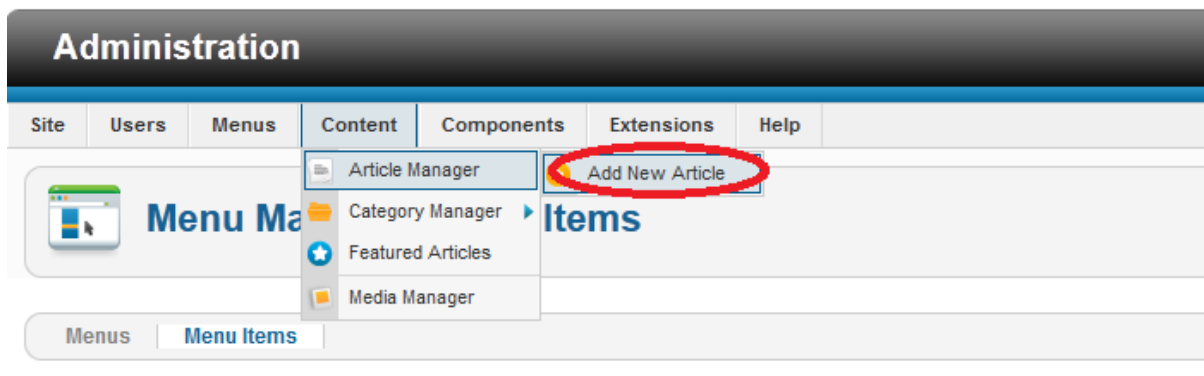 Administration
Site Users Menus Content Components Extensions Help
Article Manager Add New Article
Menu Ma Items
Category Manager
Featured Articles
Media Manager
Menus Menu Items